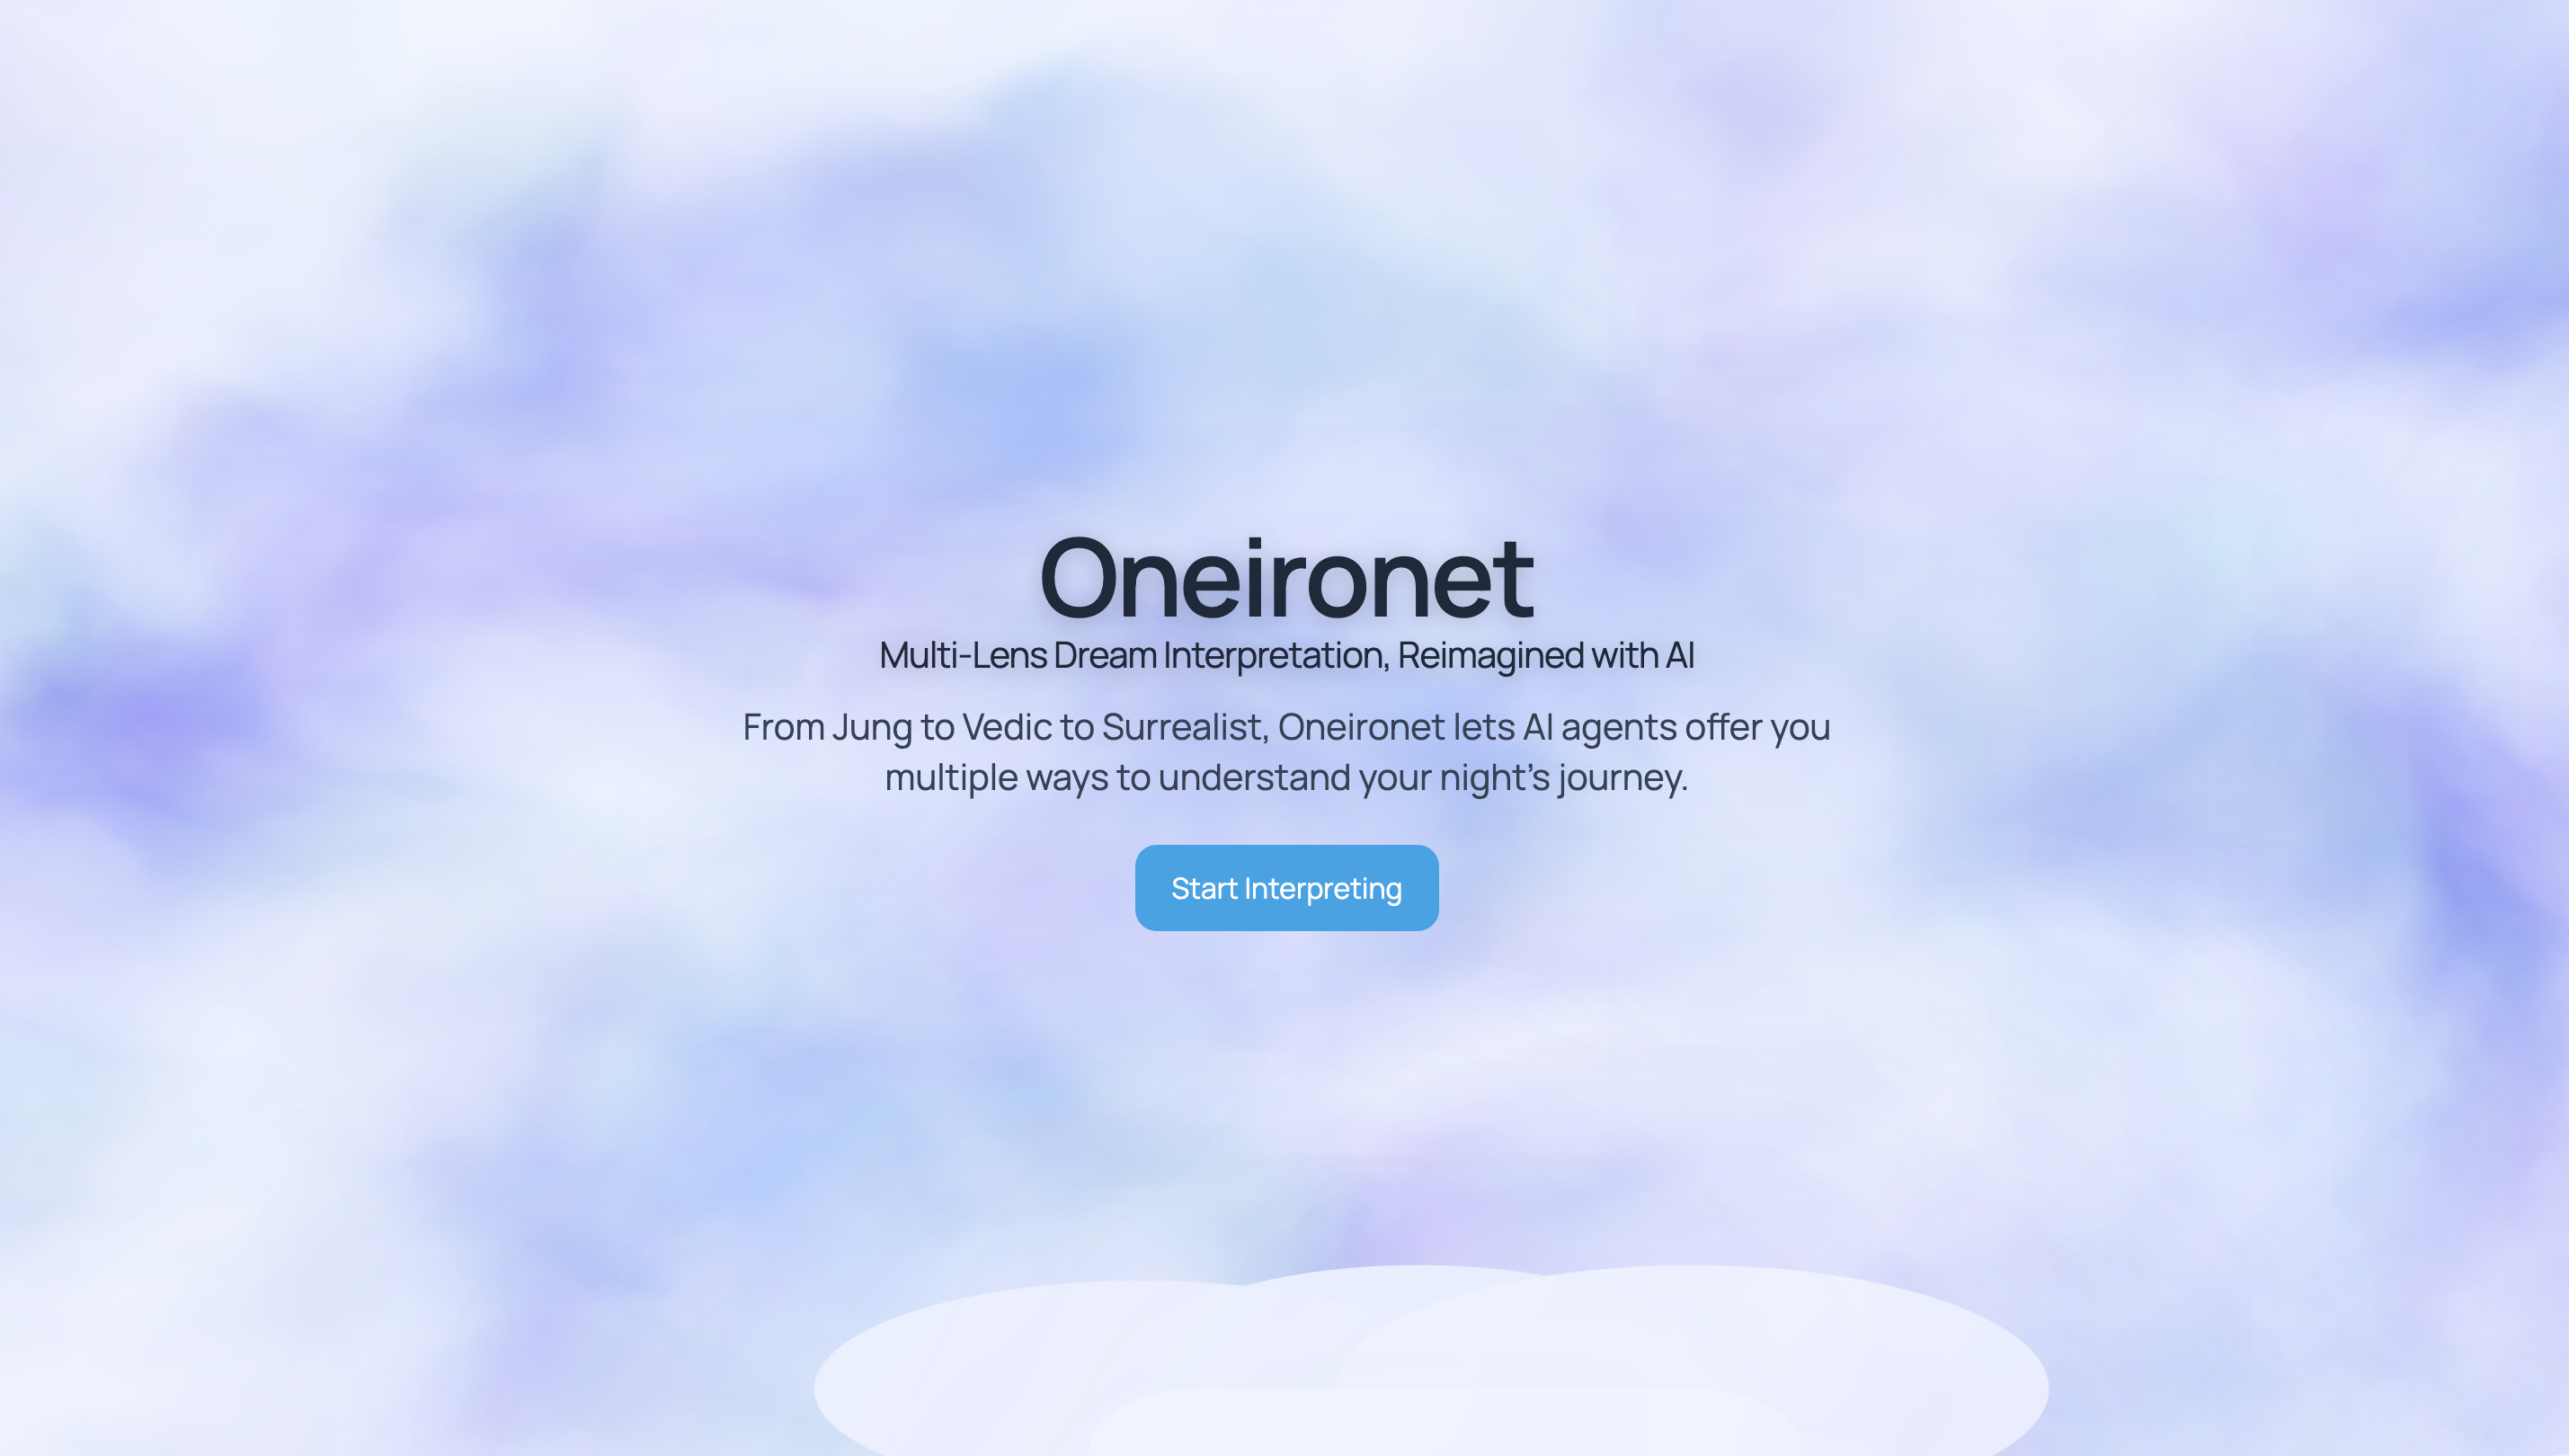 Oneironet
Multi-Lens Dream Interpretation, Reimagined with AI
From Jung to Vedic to Surrealist, Oneironet lets AI agents offer you
multiple ways to understand your night’s journey.
Start Interpreting